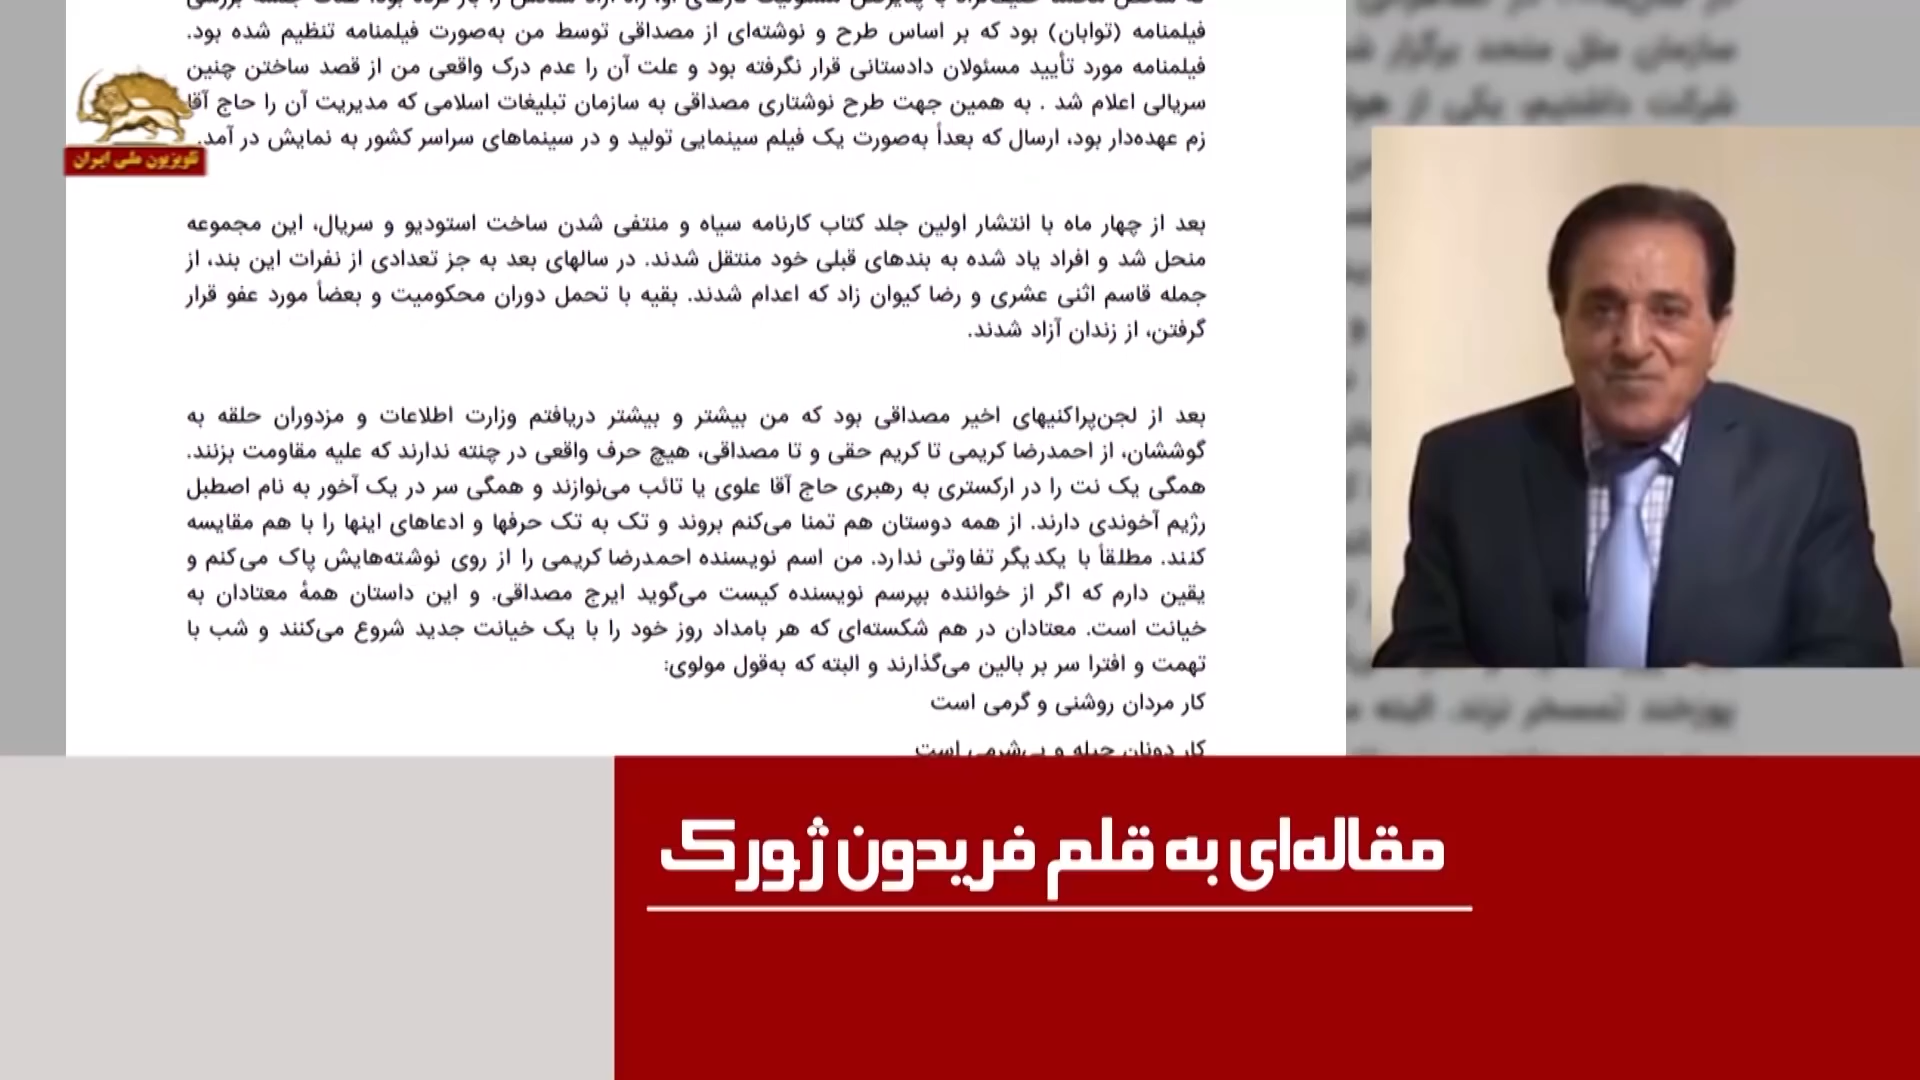 فیلمنامه (توابان) بود که بر اساس طرح و نوشته‌ای از مصداقی توسط من به‌صورت فیلمنامه تنظیم شده بود.
فیلمنامه مورد تأیید مسئولان دادستانی قرار نگرفته بود و علت آن را عدم درک واقعی من از قصد ساختن چنین
سریالی اعلام شد . به همین جهت طرح نوشتاری مصداقی به سازمان تبلیغات اسلامی که مدیریت آن را حاج آقا
زم عهده‌دار بود، ارسال که بعداً به‌صورت یک فیلم سینمایی تولید و در سینماهای سراسر کشور به نمایش در آمد.
تلویزیون ملی ایران
بعد از چهار ماه با انتشار اولین جلد کتاب کارنامه سیاه و منتفی شدن ساخت استودیو و سریال، این مجموعه
منحل شد و افراد یاد شده به بندهای قبلی خود منتقل شدند. در سالهای بعد به جز تعدادی از نفرات این بند، از
جمله قاسم اثنی عشری و رضا کیوان زاد که اعدام شدند. بقیه با تحمل دوران محکومیت و بعضاً مورد عفو قرار
گرفتن، از زندان آزاد شدند.
بعد از لجن‌پراکنیهای اخیر مصداقی بود که من بیشتر و بیشتر دریافتم وزارت اطلاعات و مزدوران حلقه به
گوششان، از احمدرضا کریمی تا کریم حقی و تا مصداقی، هیچ حرف واقعی در چنته ندارند که علیه مقاومت بزنند.
همگی یک نت را در ارکستری به رهبری حاج آقا علوی یا تائب می‌نوازند و همگی سر در یک آخور به نام اصطبل
رژیم آخوندی دارند. از همه دوستان هم تمنا می‌کنم بروند و تک به تک حرفها و ادعاهای اینها را با هم مقایسه
کنند. مطلقاً با یکدیگر تفاوتی ندارد. من اسم نویسنده احمدرضا کریمی را از روی نوشته‌هایش پاک می‌کنم و
یقین دارم که اگر از خواننده بپرسم نویسنده کیست می‌گوید ایرج مصداقی. و این داستان همهٔ معتادان به
خیانت است. معتادان در هم شکسته‌ای که هر بامداد روز خود را با یک خیانت جدید شروع می‌کنند و شب با
تهمت و افترا سر بر بالین می‌گذارند و البته که به‌قول مولوی:
کار مردان روشنی و گرمی است
کار دونان حیله و بی‌شرمی است
مقاله‌ای به قلم فریدون ژورک